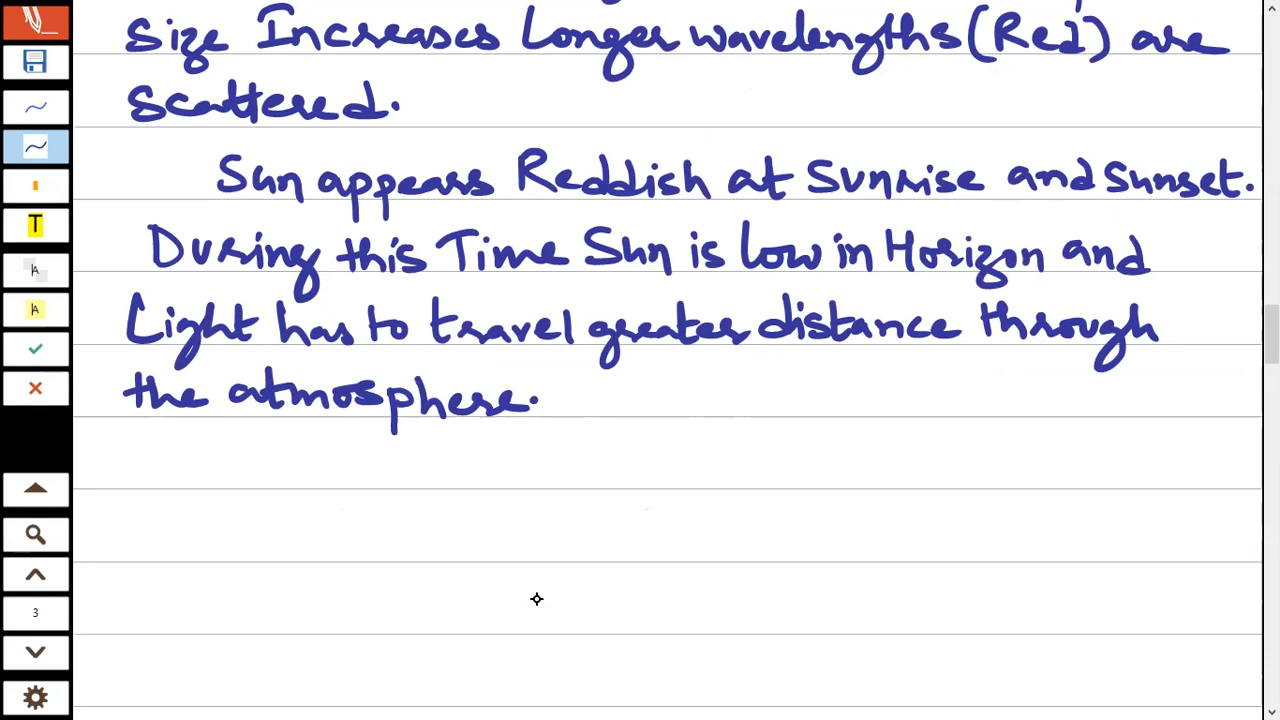 Size Increases Longer wavelengths (Red) are
scattered.
Sun appears Reddish at Sunrise and Sunset.
During this Time Sun is low in Horizon and
Light has to travel greater distance through
the atmosphere.
T
A
A
3